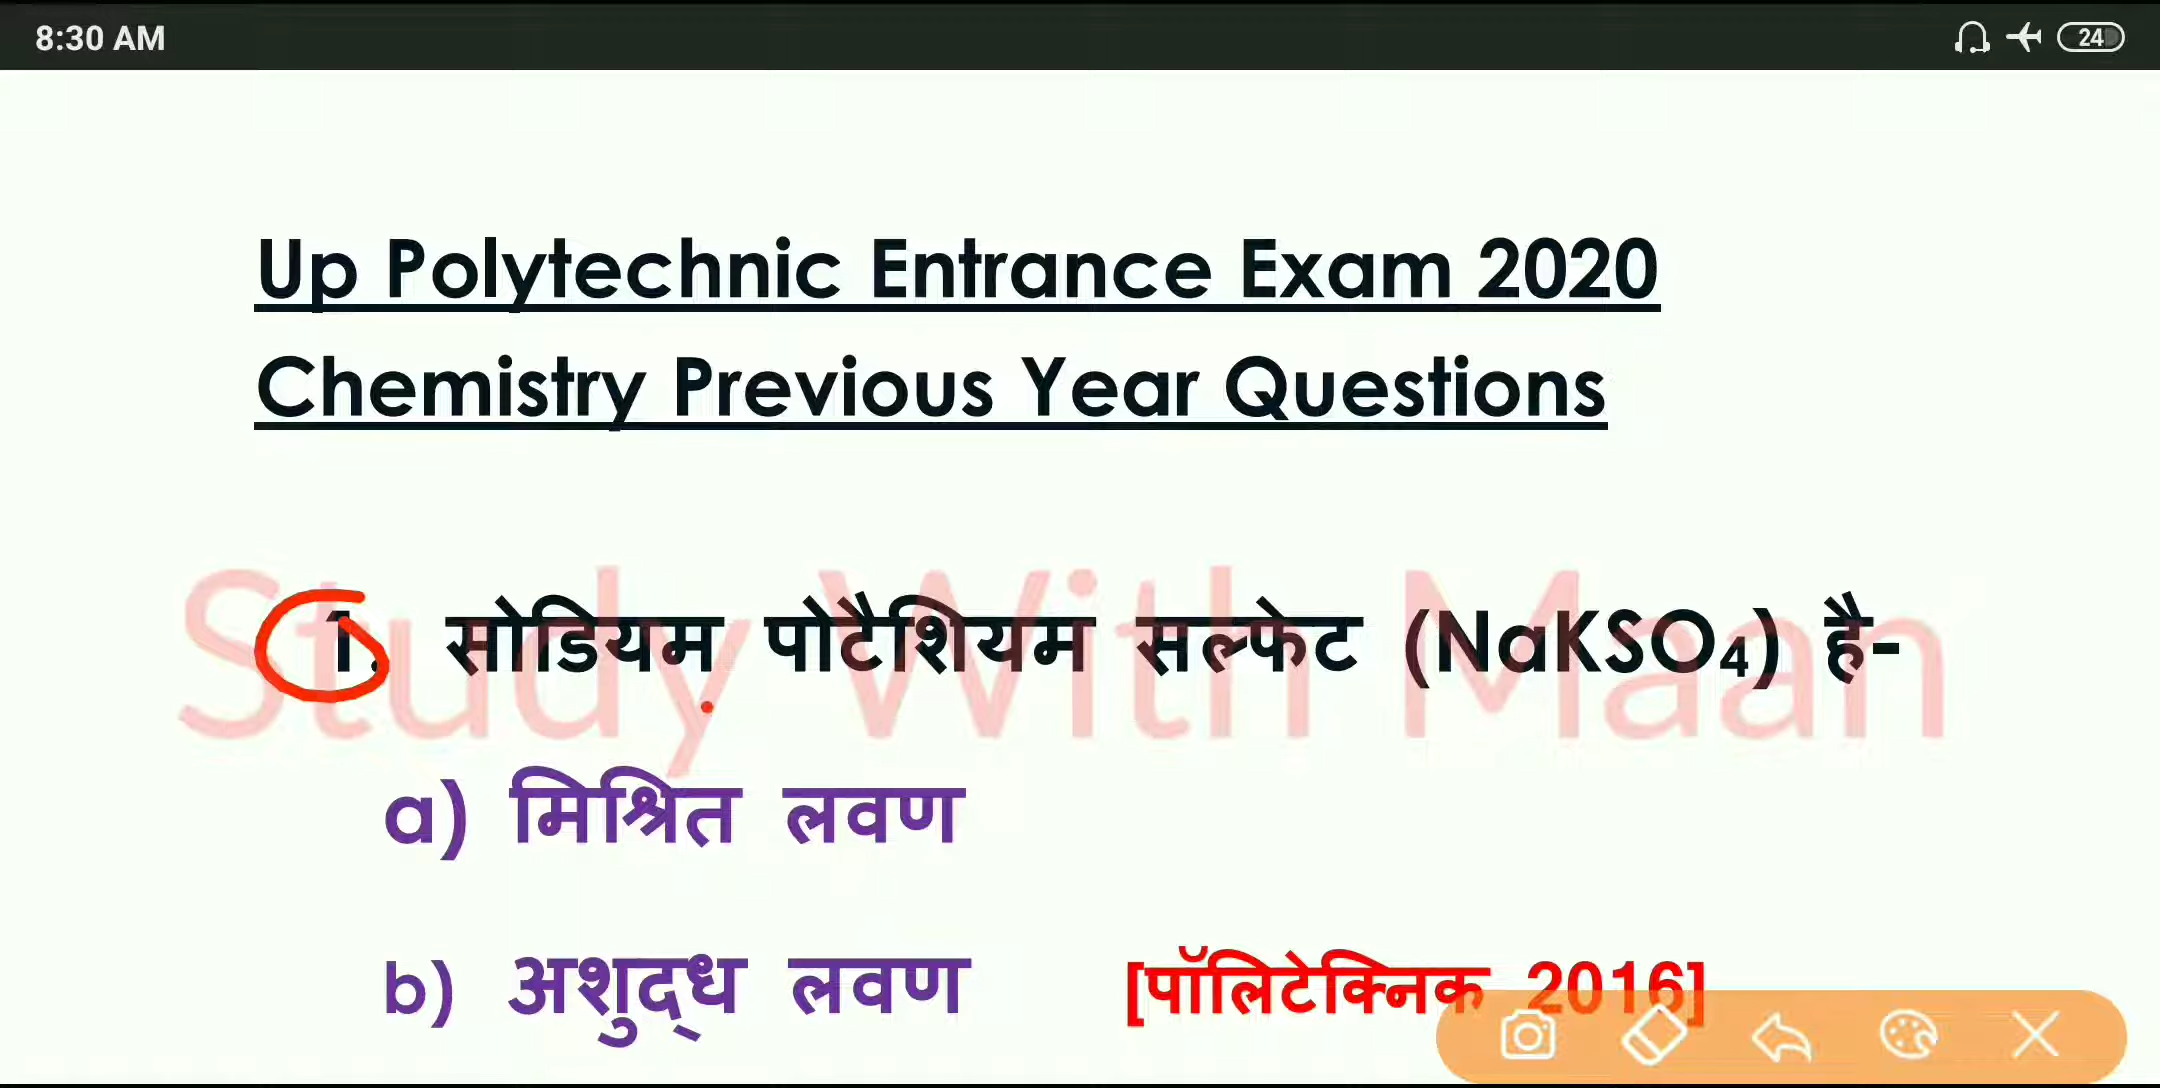 8:30 AM
24
Up Polytechnic Entrance Exam 2020
Chemistry Previous Year Questions
Study With Maan
1. सोडियम पोटैशियम सल्फेट (NaKSO₄) है-
a) मिश्रित लवण
b) अशुद्ध लवण [पॉलिटेक्निक 2016]